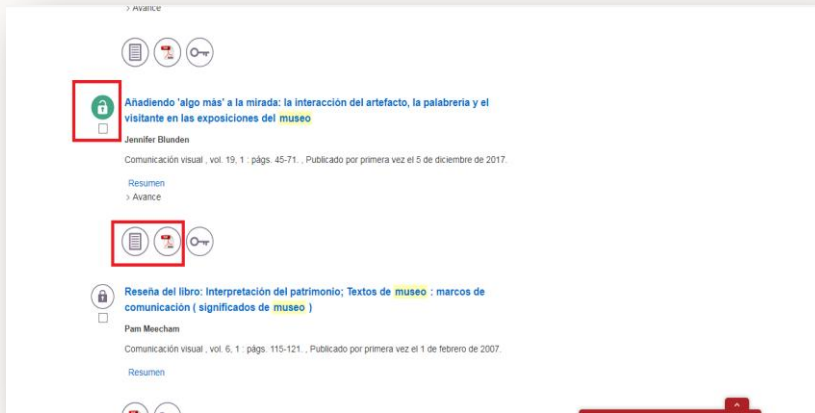 > Avance
Añadiendo 'algo más' a la mirada: la interacción del artefacto, la palabrería y el
visitante en las exposiciones del museo
Jennifer Blunden
Comunicación visual , vol. 19, 1 : págs. 45-71. , Publicado por primera vez el 5 de diciembre de 2017.
Resumen
> Avance
Reseña del libro: Interpretación del patrimonio; Textos de museo : marcos de
comunicación ( significados de museo )
Pam Meecham
Comunicación visual , vol. 6, 1 : págs. 115-121. , Publicado por primera vez el 1 de febrero de 2007.
Resumen